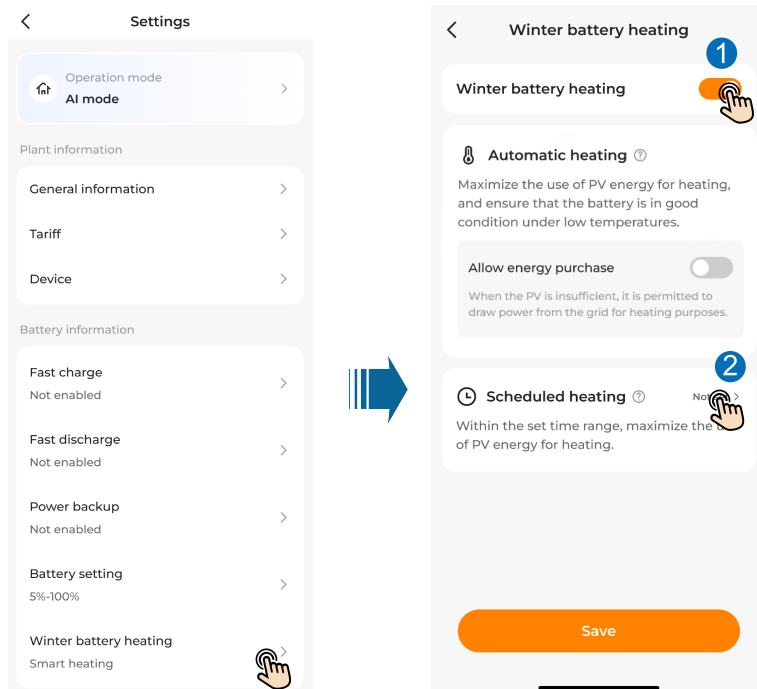 Settings
Operation mode
AI mode
Plant information
General information
Tariff
Device
Battery information
Fast charge
Not enabled
Fast discharge
Not enabled
Power backup
Not enabled
Battery setting
5%-100%
Winter battery heating
Smart heating
Winter battery heating
1
Winter battery heating
Automatic heating ?
Maximize the use of PV energy for heating,
and ensure that the battery is in good
condition under low temperatures.
Allow energy purchase
When the PV is insufficient, it is permitted to
draw power from the grid for heating purposes.
2
Scheduled heating ?
Not
Within the set time range, maximize the
of PV energy for heating.
Save